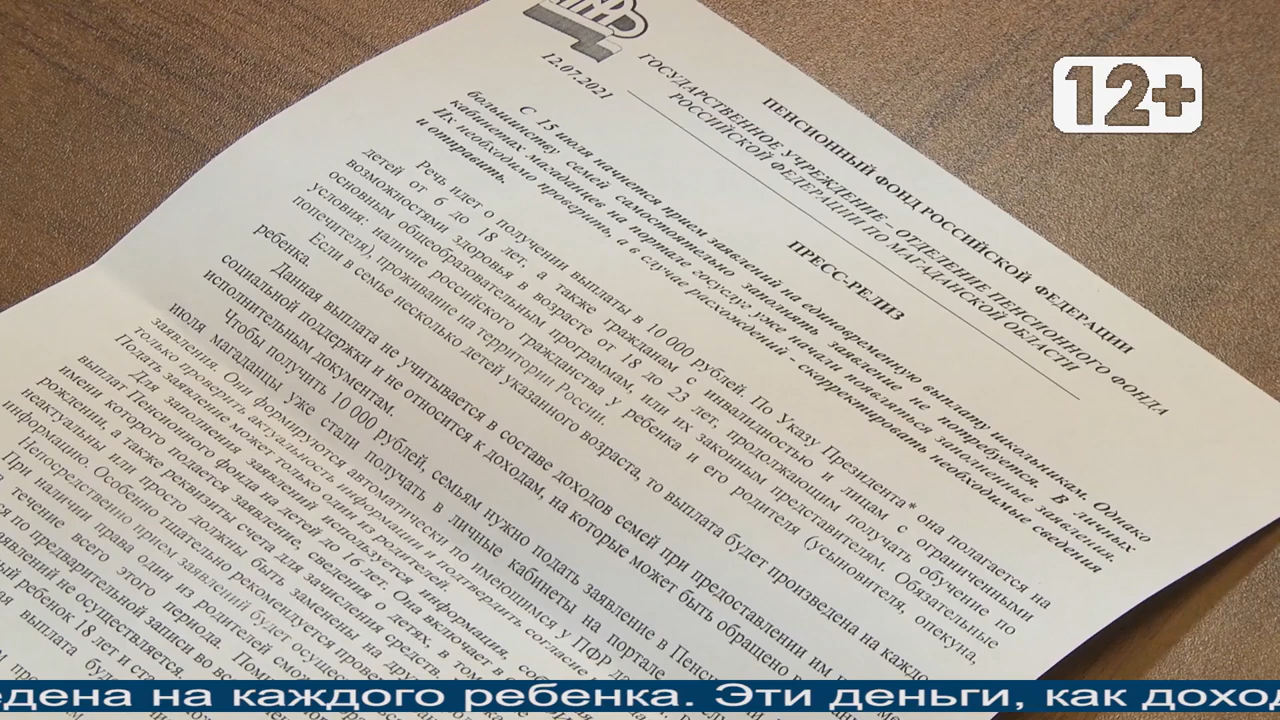 12+
ПЕНСИОННЫЙ ФОНД РОССИЙСКОЙ ФЕДЕРАЦИИ
ГОСУДАРСТВЕННОЕ УЧРЕЖДЕНИЕ – ОТДЕЛЕНИЕ ПЕНСИОННОГО ФОНДА
РОССИЙСКОЙ ФЕДЕРАЦИИ ПО МАГАДАНСКОЙ ОБЛАСТИ
12.07.2021
ПРЕСС-РЕЛИЗ
С 15 июля начнется прием заявлений на единовременную выплату школьникам. Однако
большинству семей самостоятельно заполнять заявление не потребуется. В личных
кабинетах магаданцев на портале госуслуг уже начали появляться заполненные заявления.
Их необходимо проверить, а в случае расхождений - скорректировать необходимые сведения
и отправить.
Речь идет о получении выплаты в 10 000 рублей. По Указу Президента* она полагается на
детей от 6 до 18 лет, а также гражданам с инвалидностью и лицам с ограниченными
возможностями здоровья в возрасте от 18 до 23 лет, продолжающим получать обучение по
основным общеобразовательным программам, или их законным представителям. Обязательные
условия: наличие российского гражданства у ребенка и его родителя (усыновителя, опекуна,
попечителя), проживание на территории России.
Если в семье несколько детей указанного возраста, то выплата будет произведена на каждого
ребенка.
Данная выплата не учитывается в составе доходов семей при предоставлении им
социальной поддержки и не относится к доходам, на которые может быть обращено
исполнительным документам.
Чтобы получить 10 000 рублей, семьям нужно подать заявление в Пенсионный
июля магаданцы уже стали получать в личные кабинеты на портале
заявления. Они формируются автоматически по имеющимся у ПФР
только проверить актуальность информации и подтвердить согласие
Подать заявление может только один из родителей.
Для заполнения заявлений используется информация,
выплат Пенсионного фонда на детей до 16 лет. Она включает в
имени которого подается заявление, сведения о детях, в том
рождении, а также реквизиты счета для зачисления средств.
неактуальны или просто должны быть заменены на
информацию. Особенно тщательно рекомендуется
Непосредственно прием заявлений будет
При наличии права один из родителей
в течение всего этого периода.
по предварительной записи во
не осуществляется.
ребенок 18 лет и
выплата
едена на каждого ребенка. Эти деньги, как доход